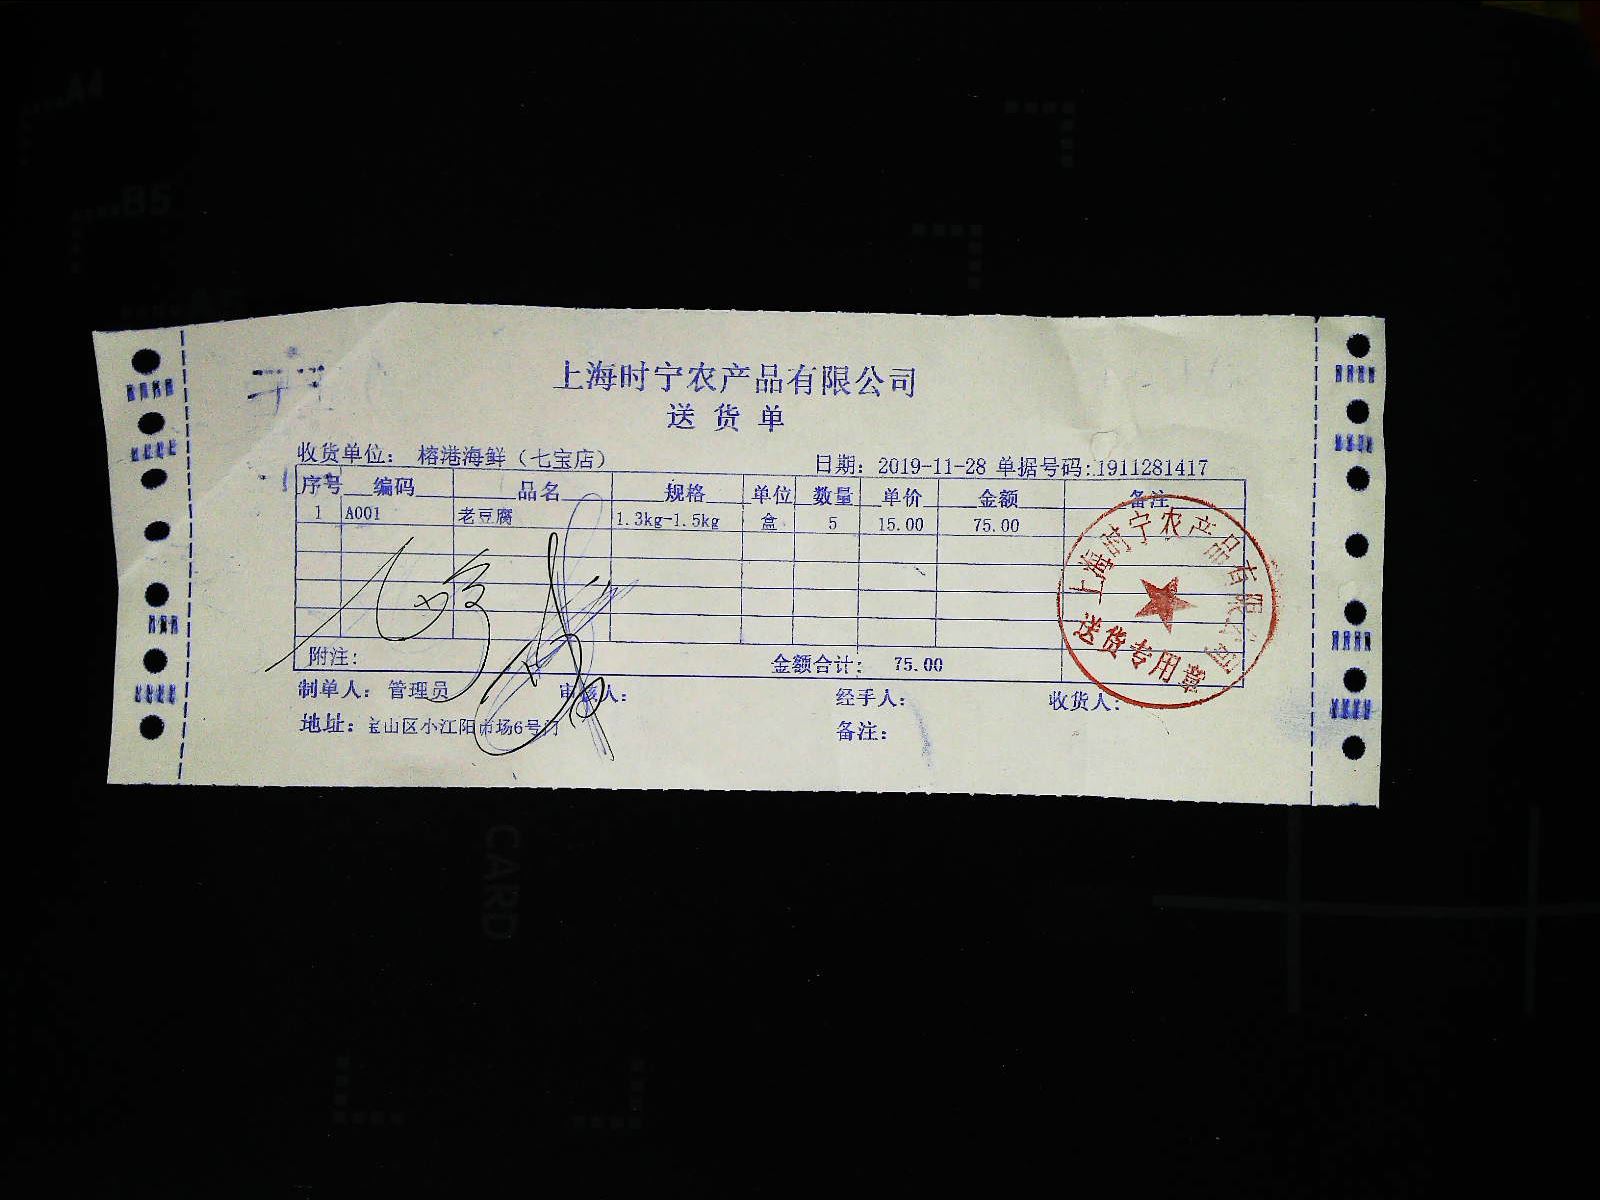 上海时宁农产品有限公司
送货单
收货单位： 榕港海鲜（七宝店） 日期：2019-11-28 单据号码:1911281417
序号 编码 品名 规格 单位 数量 单价 金额 备注
1 A001 老豆腐 1.3kg-1.5kg 盒 5 15.00 75.00
附注： 金额合计： 75.00
制单人：管理员 审核人： 经手人： 收货人：
地址：宝山区小江阳市场6号门 备注：
上海时宁农产品有限公司
送货专用章
A4
B5
A5
CARD